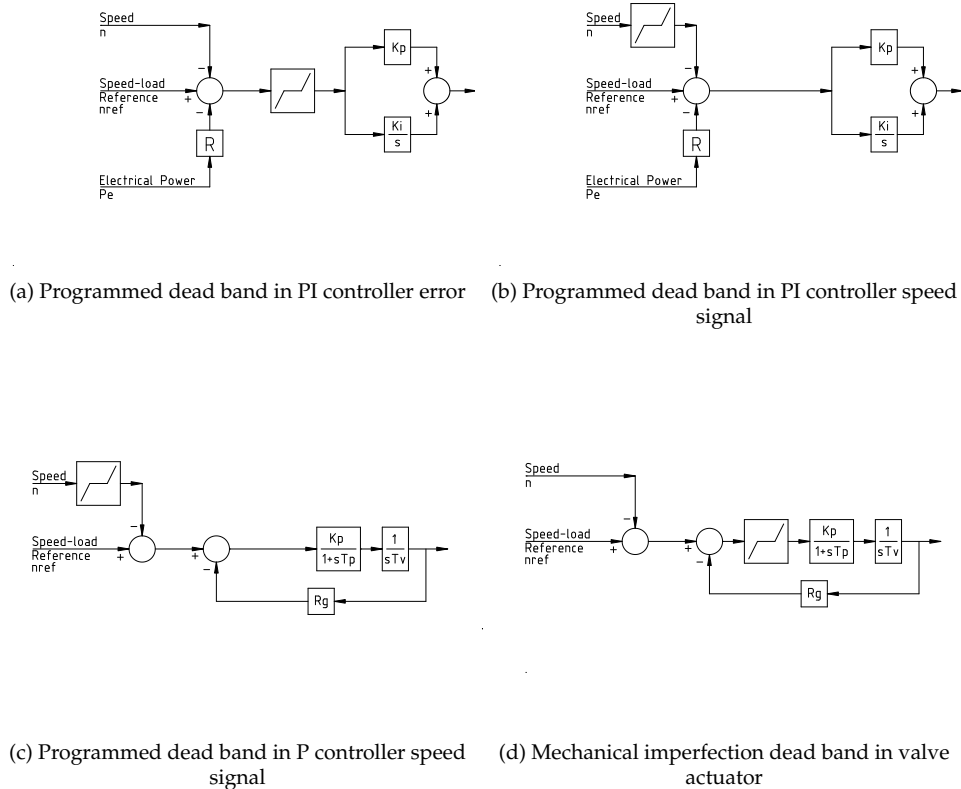 Speed
n
Speed-load
Reference
nref
Electrical Power
Pe
R
Kp
Ki
s
−
+
−
+
+
(a) Programmed dead band in PI controller error
Speed
n
Speed-load
Reference
nref
Electrical Power
Pe
R
Kp
Ki
s
−
+
−
+
+
(b) Programmed dead band in PI controller speed
signal
Speed
n
Speed-load
Reference
nref
−
+
+
−
Kp
1+sTp
1
sTv
Rg
(c) Programmed dead band in P controller speed
signal
Speed
n
Speed-load
Reference
nref
−
+
+
−
Kp
1+sTp
1
sTv
Rg
(d) Mechanical imperfection dead band in valve
actuator